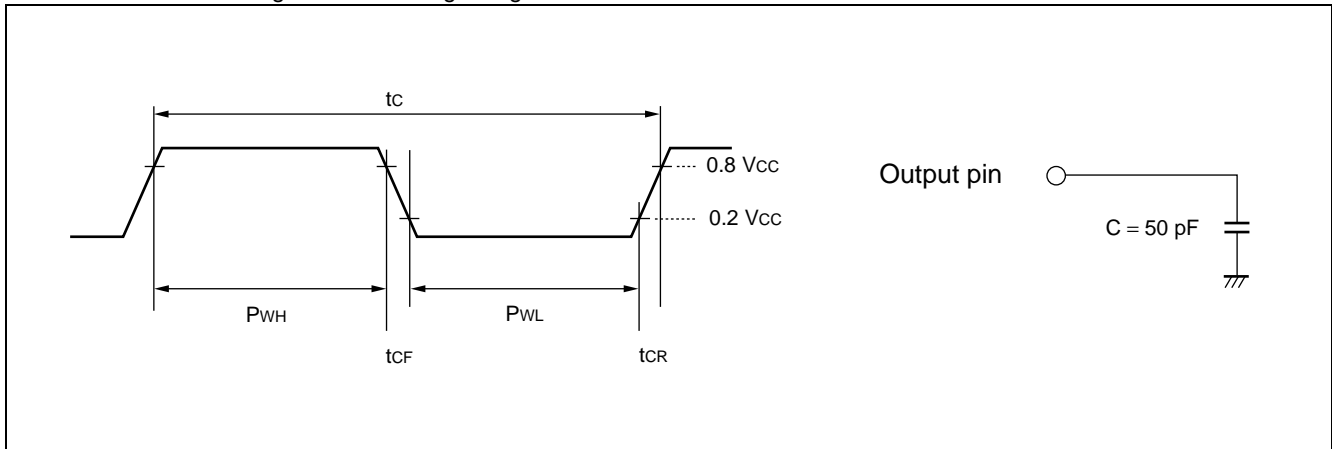 tC
0.8 VCC
0.2 VCC
PWH
PWL
tCF
tCR
Output pin
C = 50 pF